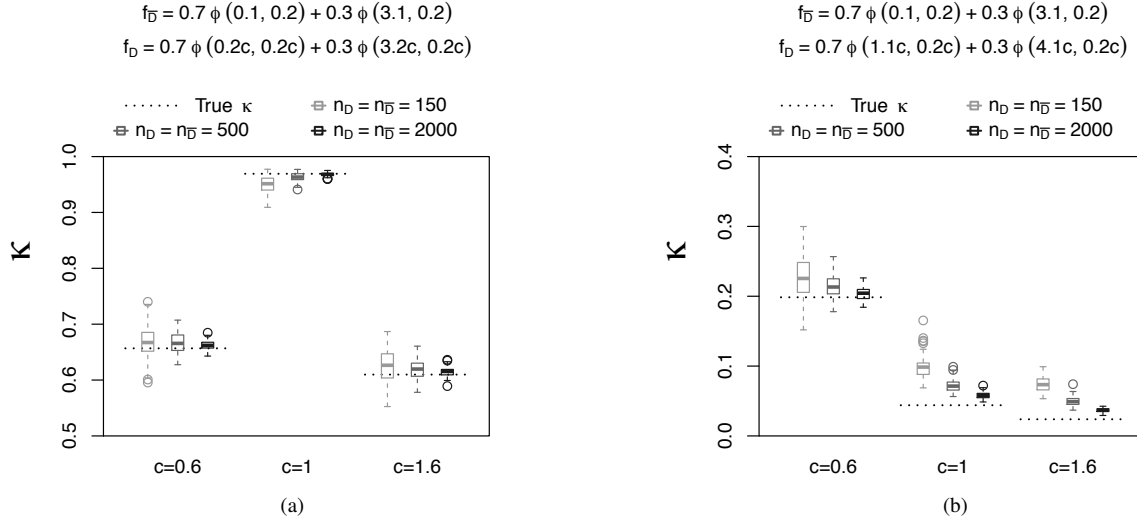 f_D̅ = 0.7 ϕ (0.1, 0.2) + 0.3 ϕ (3.1, 0.2)
f_D = 0.7 ϕ (0.2c, 0.2c) + 0.3 ϕ (3.2c, 0.2c)
True κ
n_D = n_D̅ = 150
n_D = n_D̅ = 500
n_D = n_D̅ = 2000
κ
1.0
0.9
0.8
0.7
0.6
0.5
c=0.6 c=1 c=1.6
(a)
f_D̅ = 0.7 ϕ (0.1, 0.2) + 0.3 ϕ (3.1, 0.2)
f_D = 0.7 ϕ (1.1c, 0.2c) + 0.3 ϕ (4.1c, 0.2c)
True κ
n_D = n_D̅ = 150
n_D = n_D̅ = 500
n_D = n_D̅ = 2000
κ
0.4
0.3
0.2
0.1
0.0
c=0.6 c=1 c=1.6
(b)